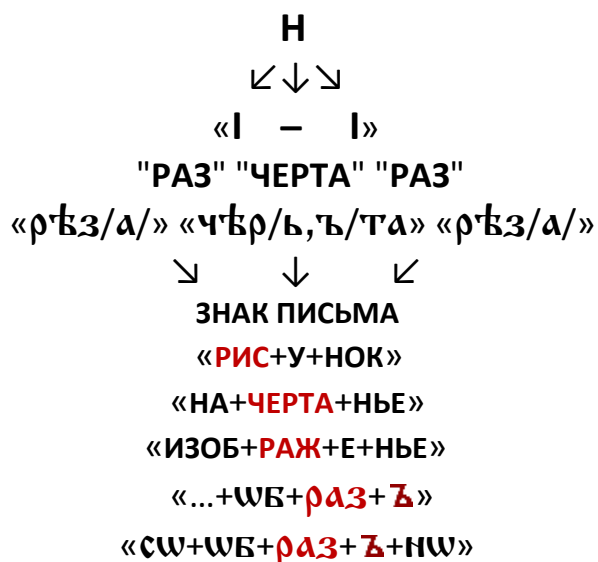 Н
↙↓↘
«I – I»
"РАЗ" "ЧЕРТА" "РАЗ"
«рѣз/а/» «чѣр/ь,ъ/та» «рѣз/а/»
↘ ↓ ↙
ЗНАК ПИСЬМА
«РИС+У+НОК»
«НА+ЧЕРТА+НЬЕ»
«ИЗОБ+РАЖ+Е+НЬЕ»
«...+ѡб+раз+Ъ»
«сѡ+ѡб+раз+Ъ+нѡ»